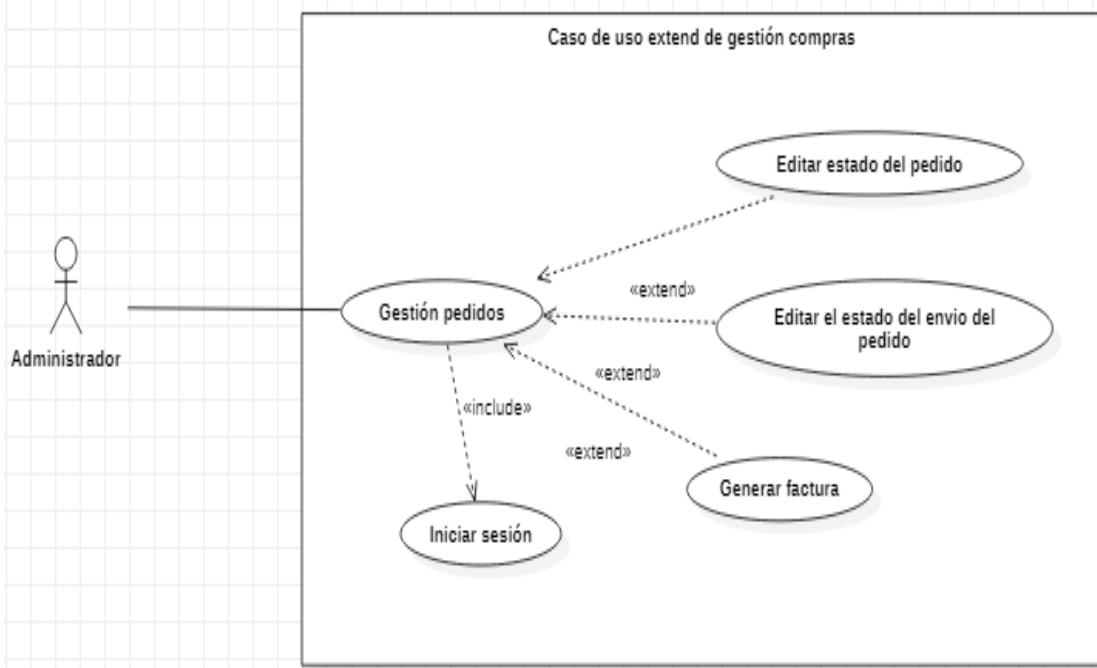 Caso de uso extend de gestión compras
Editar estado del pedido
«extend»
Gestión pedidos
Editar el estado del envio del
pedido
Administrador
«extend»
«include»
«extend»
Generar factura
Iniciar sesión